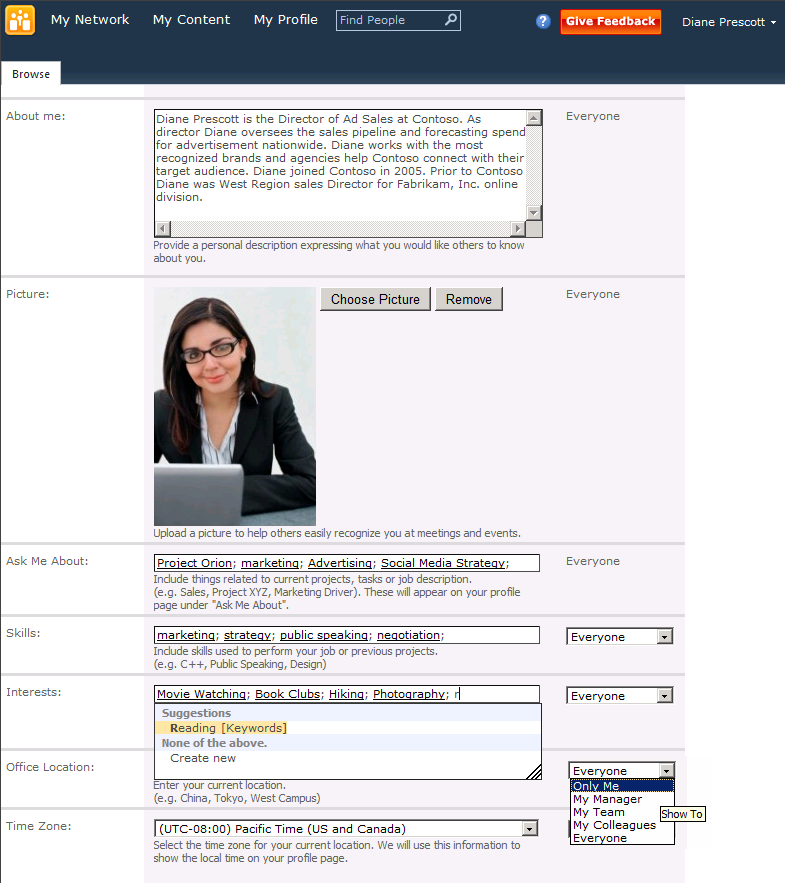 My Network My Content My Profile Find People ? Give Feedback Diane Prescott
Browse
About me:
Diane Prescott is the Director of Ad Sales at Contoso. As
director Diane oversees the sales pipeline and forecasting spend
for advertisement nationwide. Diane works with the most
recognized brands and agencies help Contoso connect with their
target audience. Diane joined Contoso in 2005. Prior to Contoso
Diane was West Region sales Director for Fabrikam, Inc. online
division.
Everyone
Provide a personal description expressing what you would like others to know
about you.
Picture:
Choose Picture Remove
Everyone
Upload a picture to help others easily recognize you at meetings and events.
Ask Me About:
Project Orion; marketing; Advertising; Social Media Strategy;
Everyone
Include things related to current projects, tasks or job description.
(e.g. Sales, Project XYZ, Marketing Driver). These will appear on your profile
page under "Ask Me About".
Skills:
marketing; strategy; public speaking; negotiation;
Everyone
Include skills used to perform your job or previous projects.
(e.g. C++, Public Speaking, Design)
Interests:
Movie Watching; Book Clubs; Hiking; Photography; r
Everyone
Suggestions
Reading [Keywords]
None of the above.
Create new
Office Location:
Everyone
Enter your current location.
(e.g. China, Tokyo, West Campus)
Only Me
My Manager
My Team
My Colleagues
Everyone
Show To
Time Zone:
(UTC-08:00) Pacific Time (US and Canada)
Select the time zone for your current location. We will use this information to
show the local time on your profile page.